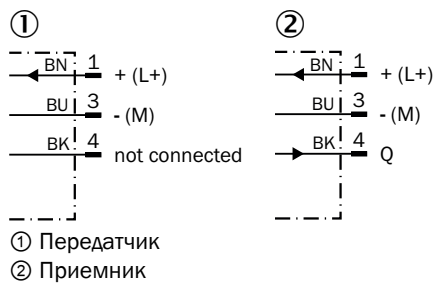 ① ②
BN 1 + (L+) BN 1 + (L+)
BU 3 - (M) BU 3 - (M)
BK 4 not connected BK 4 Q
① Передатчик
② Приемник